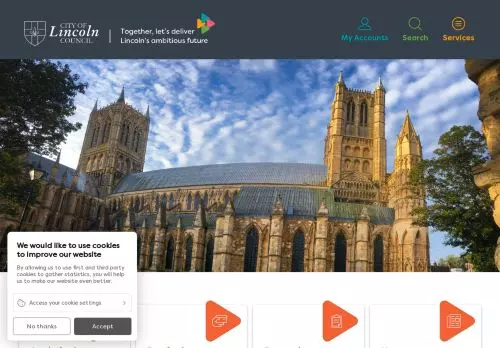 CITY OF
Lincoln
COUNCIL
Together, let's deliver
Lincoln's ambitious future
My Accounts
Search
Services
We would like to use cookies
to improve our website
By allowing us to use first and third party
cookies to gather statistics, you will help
us to make our website even better.
Access your cookie settings
No thanks
Accept